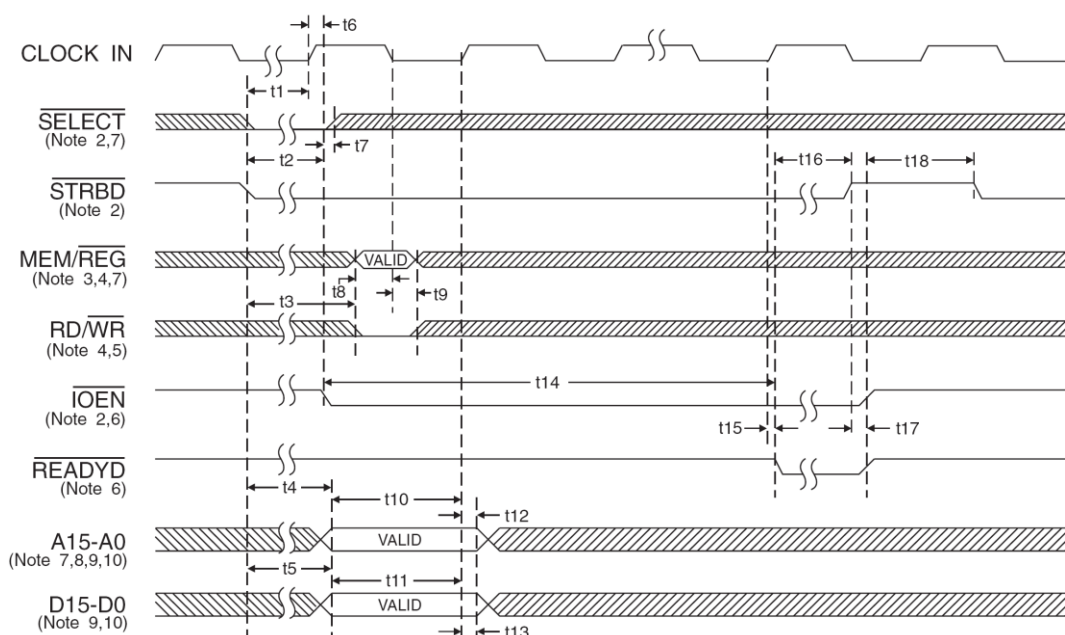 t6
CLOCK IN
t1
SELECT
(Note 2,7)
t7
t2
t16
t18
STRBD
(Note 2)
MEM/REG
VALID
(Note 3,4,7)
t8
t9
t3
RD/WR
(Note 4,5)
t14
IOEN
(Note 2,6)
t15
t17
READYD
(Note 6)
t4
t10
t12
A15-A0
VALID
(Note 7,8,9,10)
t5
t11
D15-D0
VALID
(Note 9,10)
t13